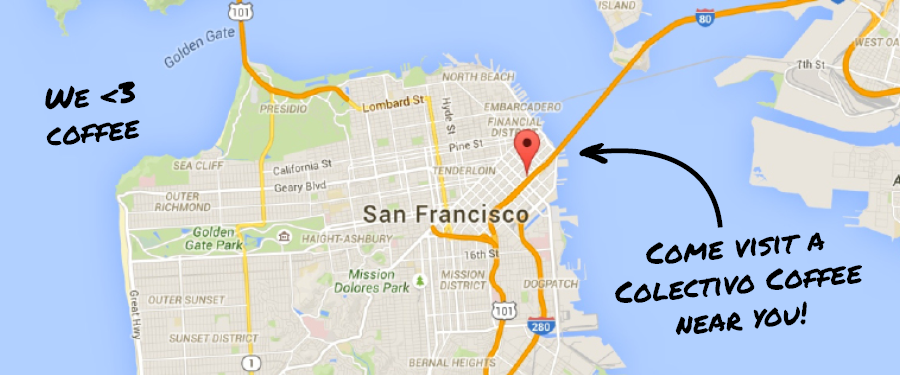 101
ISLAND
80
Golden Gate
WEST OA
7th St
NORTH BEACH
We <3
coffee
PRESIDIO
Lombard St
Hyde St
EMBARCADERO
FINANCIAL
DISTRICT
Pine St
SEA CLIFF
California St
TENDERLOIN
Geary Blvd
OUTER
RICHMOND
San Francisco
Golden
Gate Park
HAIGHT-ASHBURY
16th St
Come visit a
Colectivo Coffee
near you!
Mission
Dolores Park
MISSION
DISTRICT
DOGPATCH
Great Hwy
OUTER SUNSET
101
280
SUNSET DISTRICT
1
BERNAL HEIGHTS